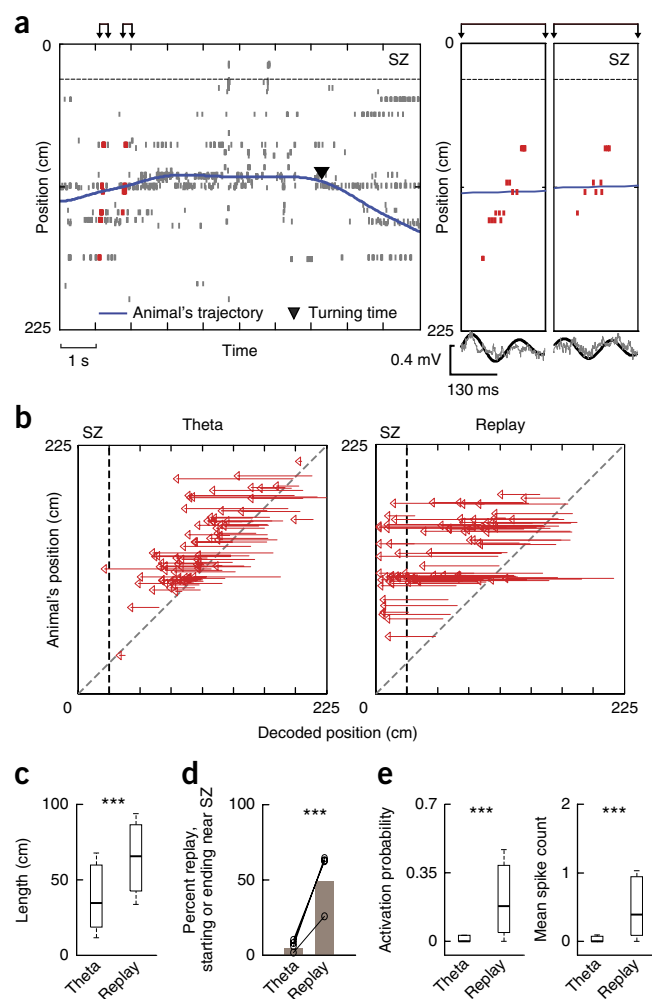 a
0
SZ
Position (cm)
225
Animal's trajectory
Turning time
1 s
Time
0
SZ
Position (cm)
225
0.4 mV
130 ms
b
SZ
Theta
SZ
Replay
225
Animal's position (cm)
0
225
0
225
Decoded position (cm)
c
d
e
100
***
50
0
Length (cm)
Theta
Replay
100
***
50
0
Percent replay,
starting or ending near SZ
Theta
Replay
0.7
***
0.35
0
Activation probability
Theta
Replay
2
***
1
0
Mean spike count
Theta
Replay